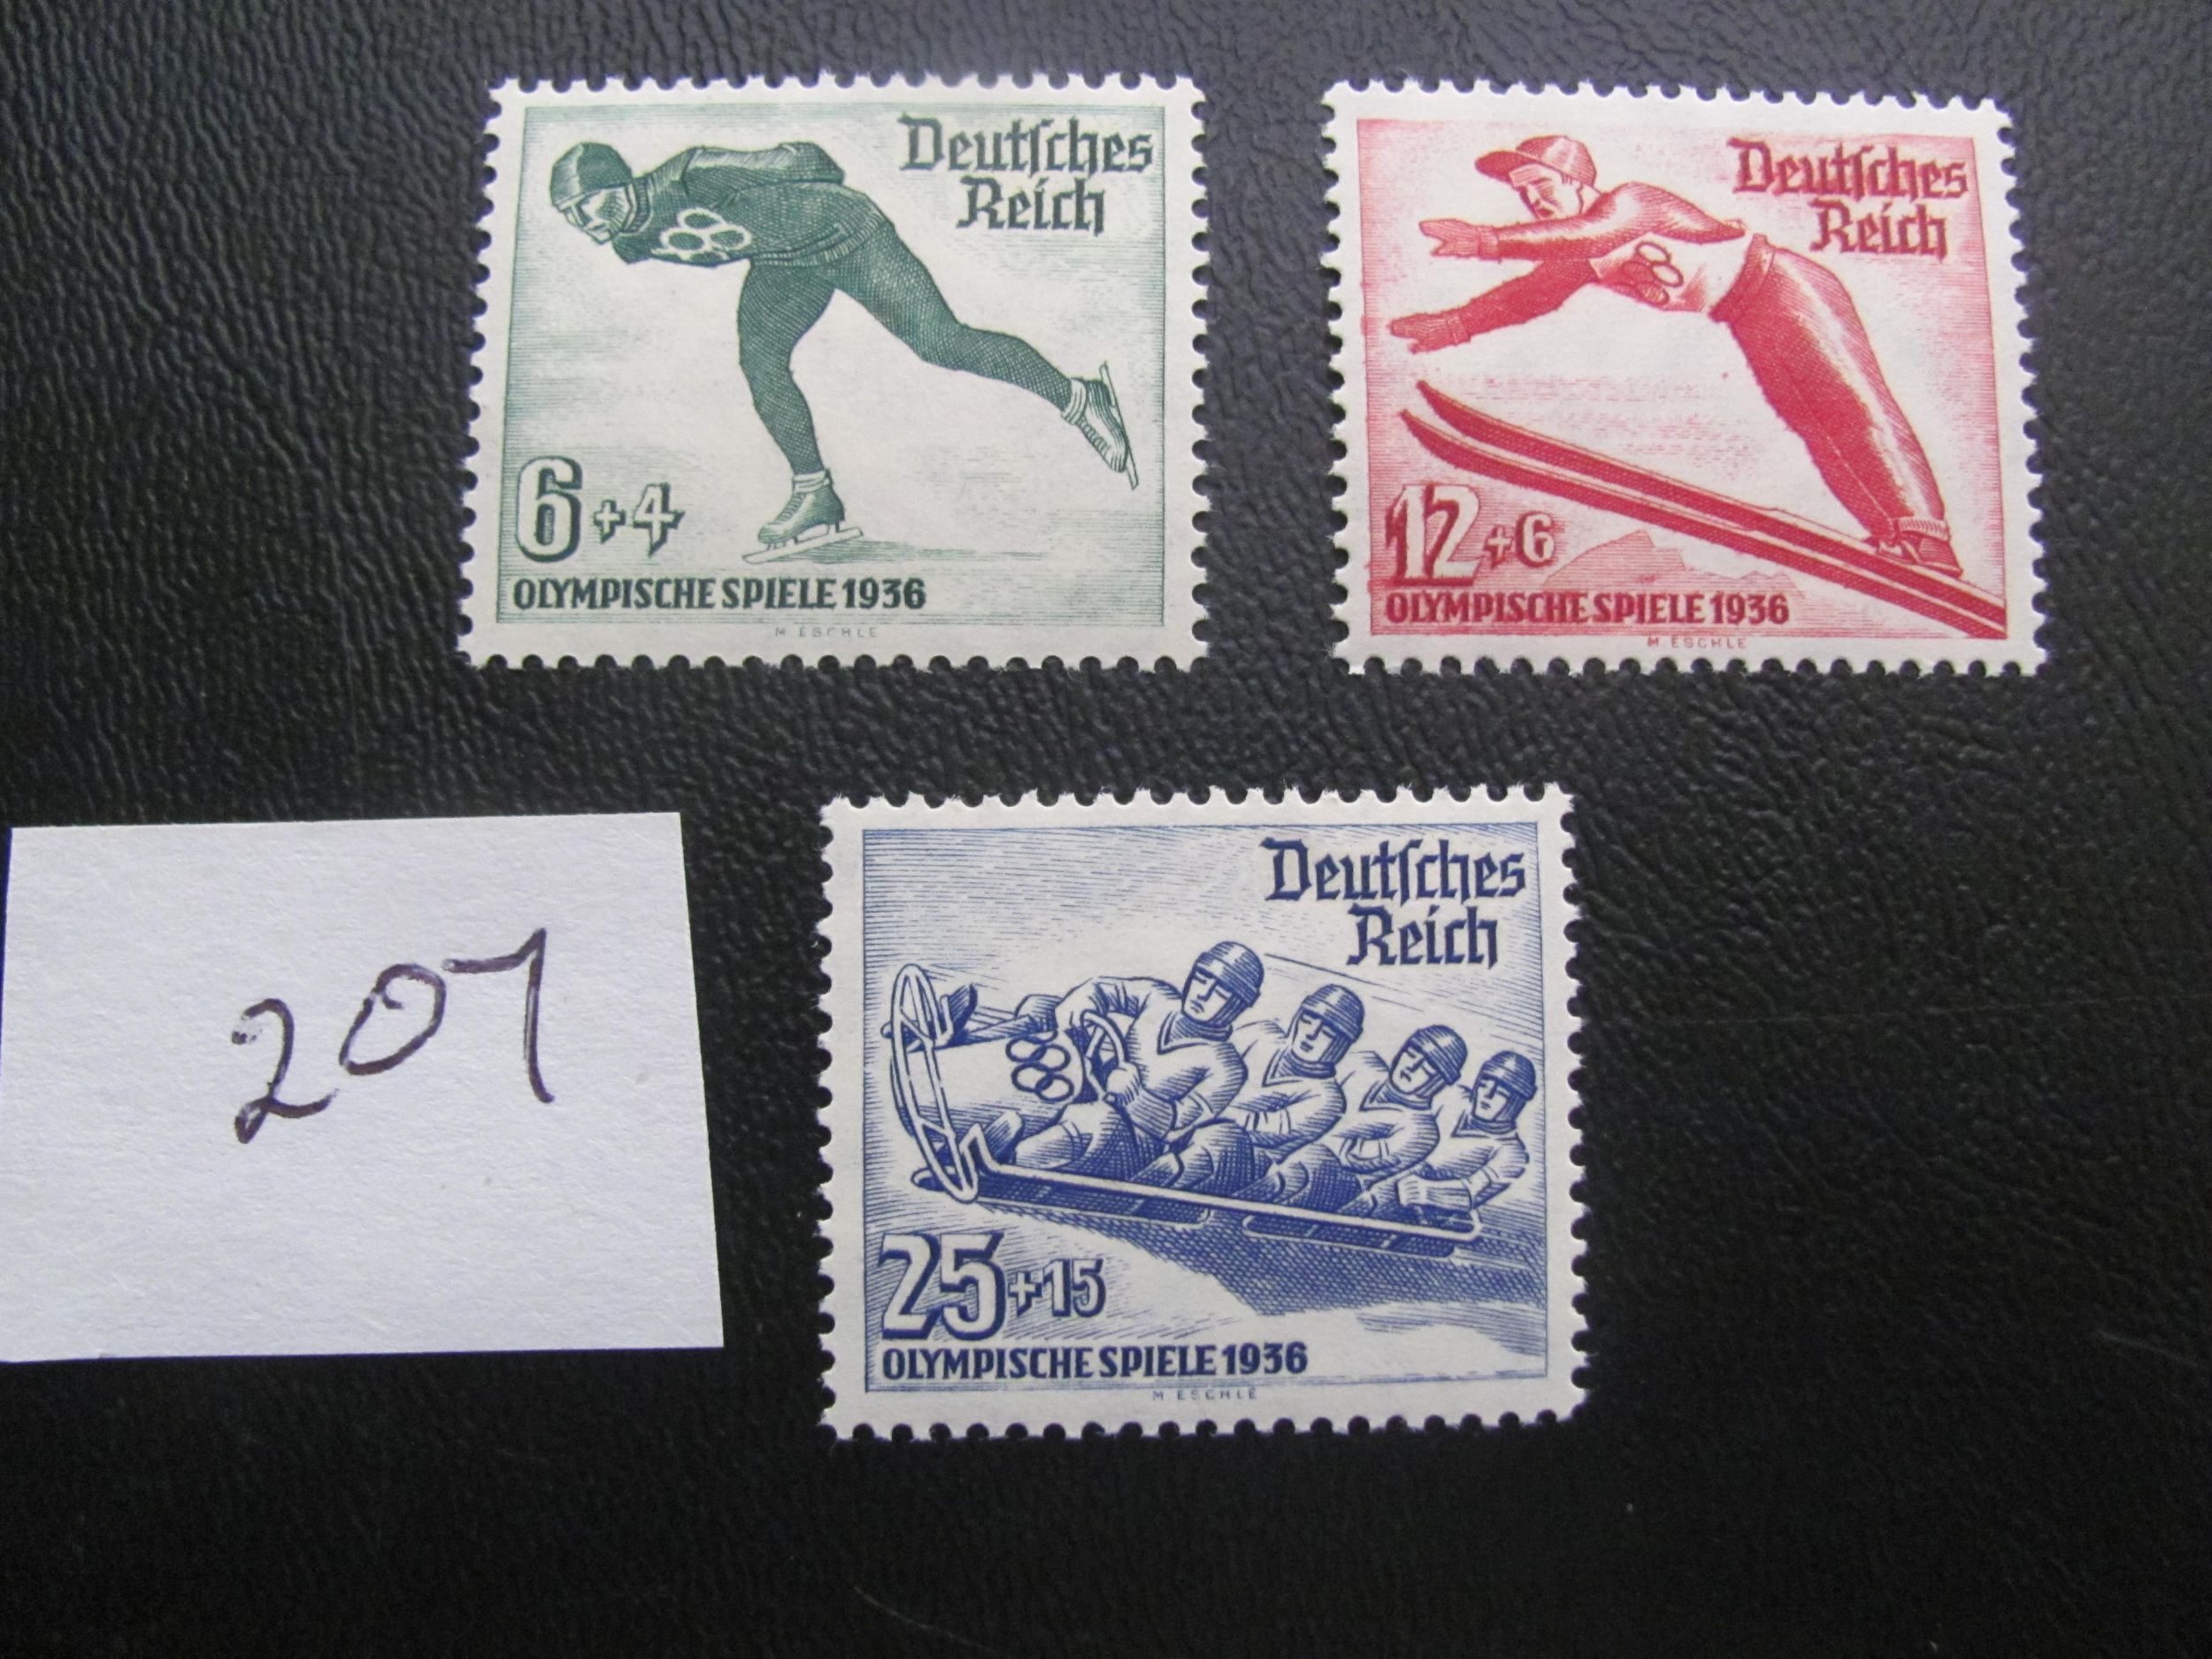 Deutſches
Reich
6+4
OLYMPISCHE SPIELE 1936
M ESCHLE
Deutſches
Reich
12+6
OLYMPISCHE SPIELE 1936
M ESCHLE
207
Deutſches
Reich
25+15
OLYMPISCHE SPIELE 1936
M ESCHLE